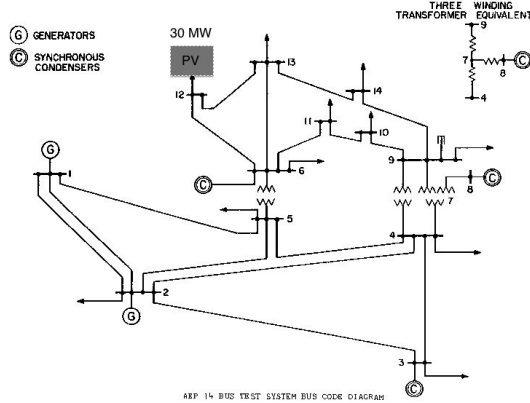 THREE WINDING
TRANSFORMER EQUIVALENT
9
7
8
C
4
G GENERATORS
C SYNCHRONOUS
CONDENSERS
30 MW
PV
12
13
14
11
10
9
C
6
G
1
7
8
C
5
4
2
G
3
C
AEP 14 BUS TEST SYSTEM BUS CODE DIAGRAM